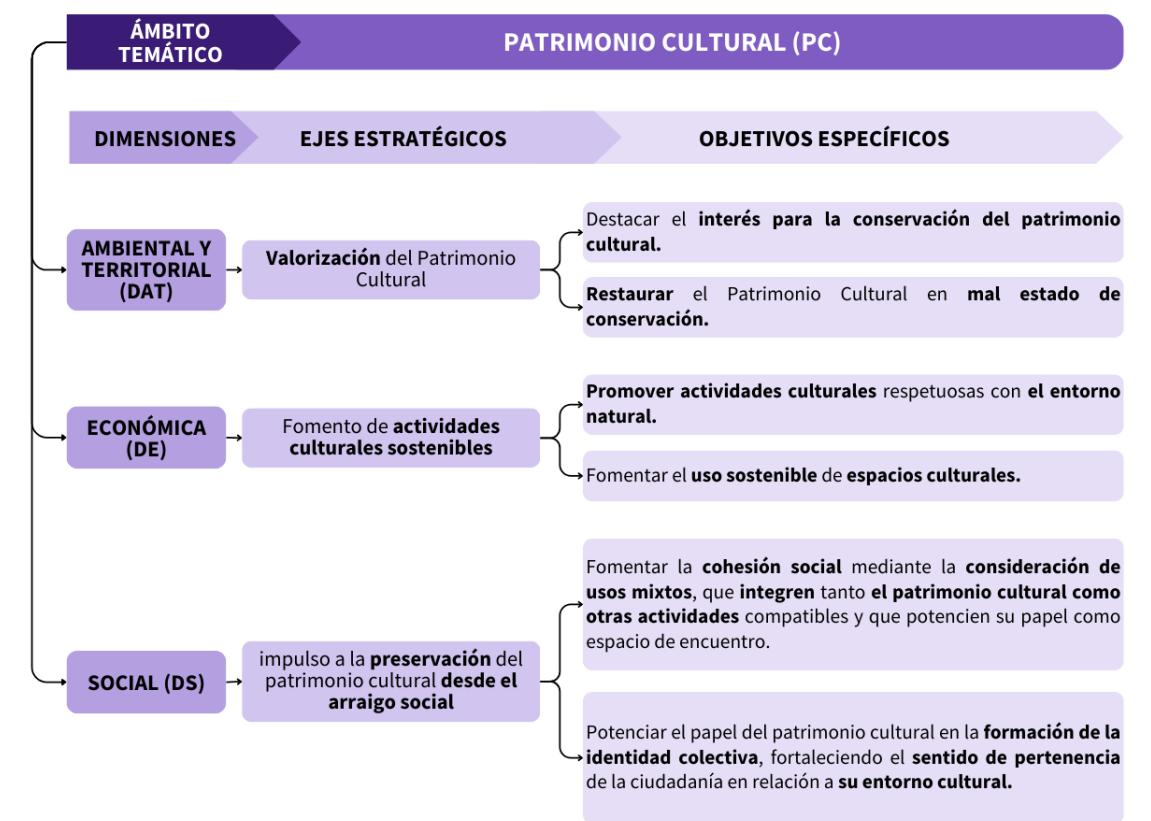 ÁMBITO
TEMÁTICO
PATRIMONIO CULTURAL (PC)
DIMENSIONES
EJES ESTRATÉGICOS
OBJETIVOS ESPECÍFICOS
AMBIENTAL Y
TERRITORIAL
(DAT)
Valorización del Patrimonio
Cultural
Destacar el interés para la conservación del patrimonio
cultural.
Restaurar el Patrimonio Cultural en mal estado de
conservación.
ECONÓMICA
(DE)
Fomento de actividades
culturales sostenibles
Promover actividades culturales respetuosas con el entorno
natural.
Fomentar el uso sostenible de espacios culturales.
SOCIAL (DS)
impulso a la preservación del
patrimonio cultural desde el
arraigo social
Fomentar la cohesión social mediante la consideración de
usos mixtos, que integren tanto el patrimonio cultural como
otras actividades compatibles y que potencien su papel como
espacio de encuentro.
Potenciar el papel del patrimonio cultural en la formación de la
identidad colectiva, fortaleciendo el sentido de pertenencia
de la ciudadanía en relación a su entorno cultural.